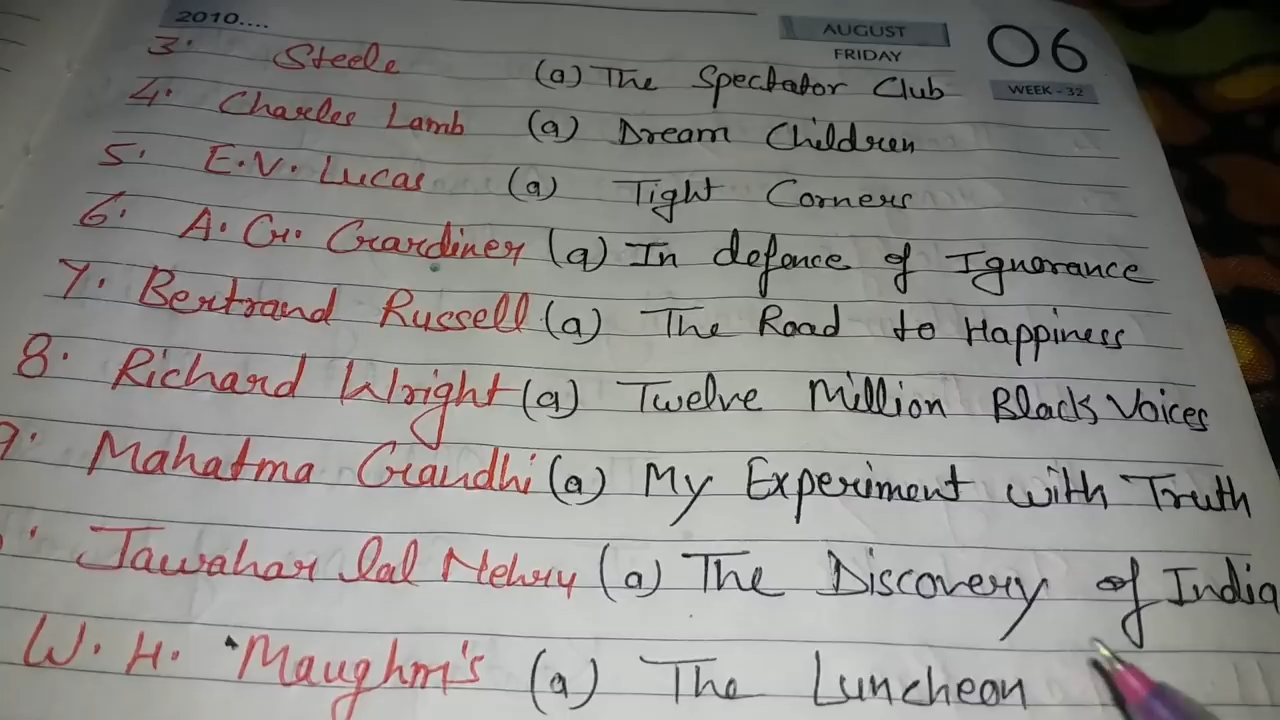 2010....
AUGUST
FRIDAY
06
WEEK - 32
3. Steele (a) The Spectator Club
4. Charles Lamb (a) Dream Children
5. E.V. Lucas (a) Tight Corners
6. A. G. Gardiner (a) In defence of Ignorance
7. Bertrand Russell (a) The Road to Happiness
8. Richard Wright (a) Twelve Million Black Voices
9. Mahatma Gandhi (a) My Experiment with Truth
Jawahar lal Nehru (a) The Discovery of India
W. H. Maughm's (a) The Luncheon